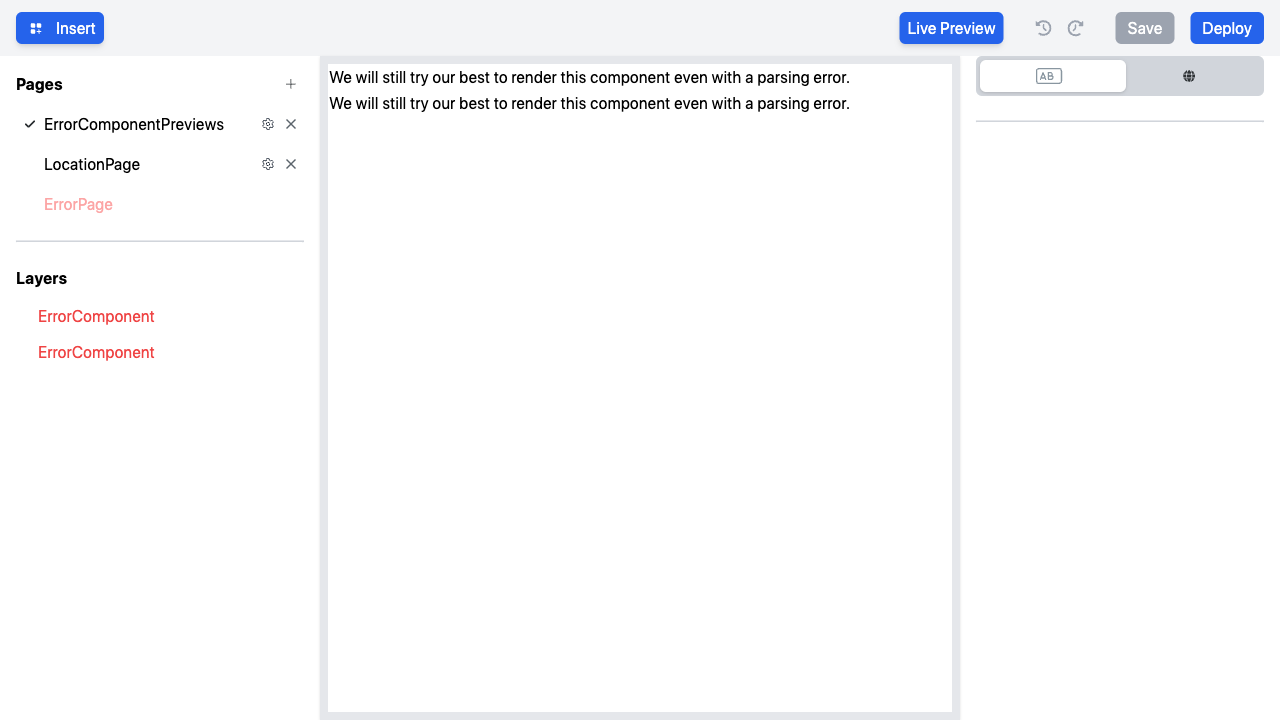 Insert
Live Preview
Save
Deploy
Pages
ErrorComponentPreviews
LocationPage
ErrorPage
Layers
ErrorComponent
ErrorComponent
We will still try our best to render this component even with a parsing error.
We will still try our best to render this component even with a parsing error.
AB